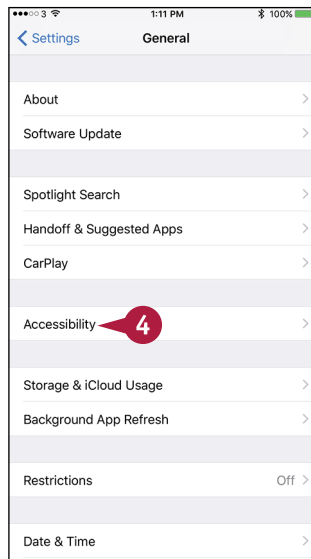 3 1:11 PM 100%
Settings General
About
Software Update
Spotlight Search
Handoff & Suggested Apps
CarPlay
Accessibility 4
Storage & iCloud Usage
Background App Refresh
Restrictions Off
Date & Time